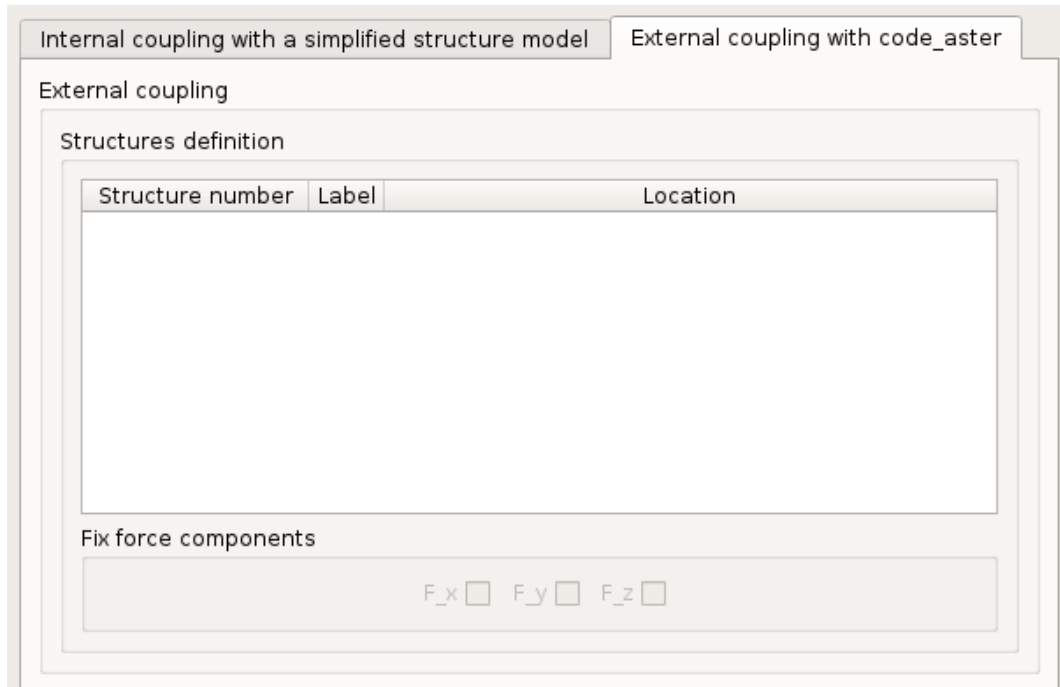 Internal coupling with a simplified structure model External coupling with code_aster
External coupling
Structures definition
Structure number Label Location
Fix force components
F_x F_y F_z